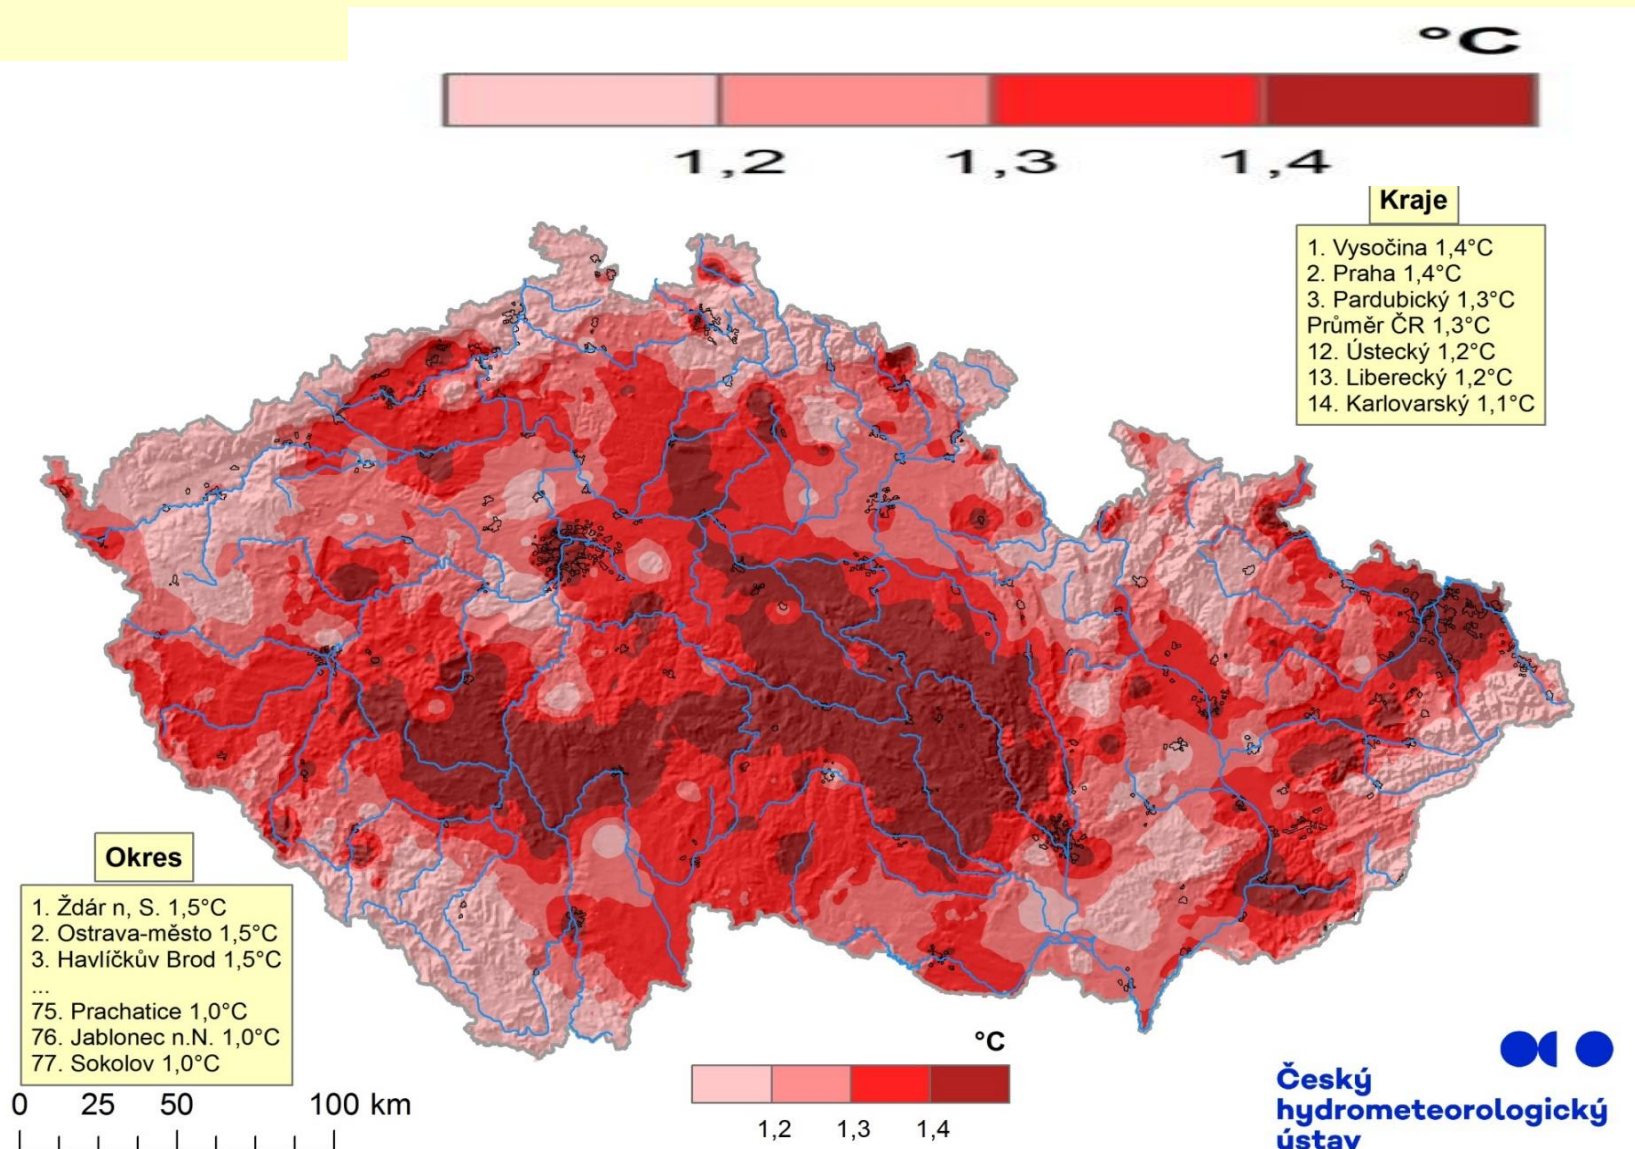 °C
1,2 1,3 1,4
Kraje
1. Vysočina 1,4°C
2. Praha 1,4°C
3. Pardubický 1,3°C
Průměr ČR 1,3°C
12. Ústecký 1,2°C
13. Liberecký 1,2°C
14. Karlovarský 1,1°C
Okres
1. Ždár n, S. 1,5°C
2. Ostrava-město 1,5°C
3. Havlíčkův Brod 1,5°C
...
75. Prachatice 1,0°C
76. Jablonec n.N. 1,0°C
77. Sokolov 1,0°C
0 25 50 100 km
°C
1,2 1,3 1,4
Český
hydrometeorologický
ústav